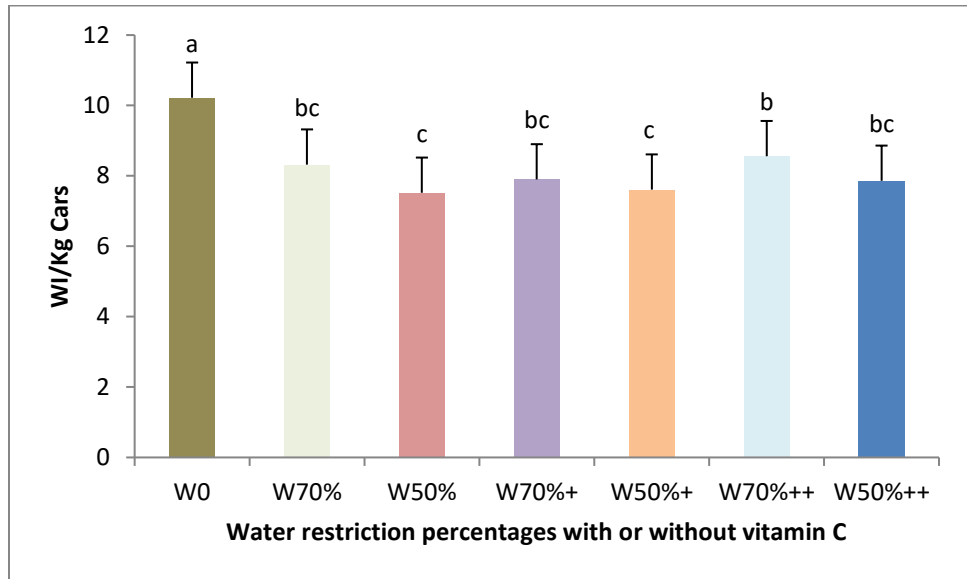 12
10
8
6
4
2
0
WI/Kg Cars
a
bc
c
bc
c
b
bc
W0 W70% W50% W70%+ W50%+ W70%++ W50%++
Water restriction percentages with or without vitamin C